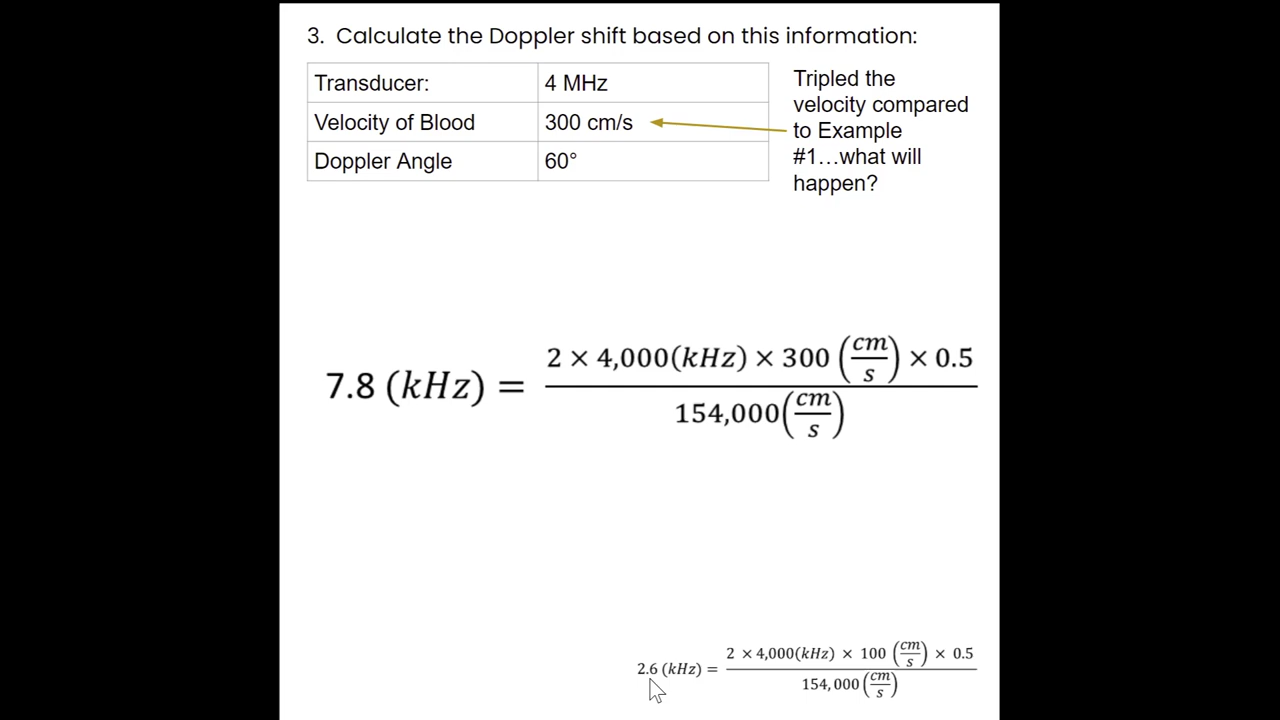 3. Calculate the Doppler shift based on this information:
Transducer: 4 MHz
Velocity of Blood 300 cm/s
Doppler Angle 60°
Tripled the
velocity compared
to Example
#1...what will
happen?
7.8 (kHz) = 2 × 4,000(kHz) × 300 (cm/s) × 0.5
154,000(cm/s)
2.6 (kHz) = 2 × 4,000(kHz) × 100 (cm/s) × 0.5
154,000(cm/s)